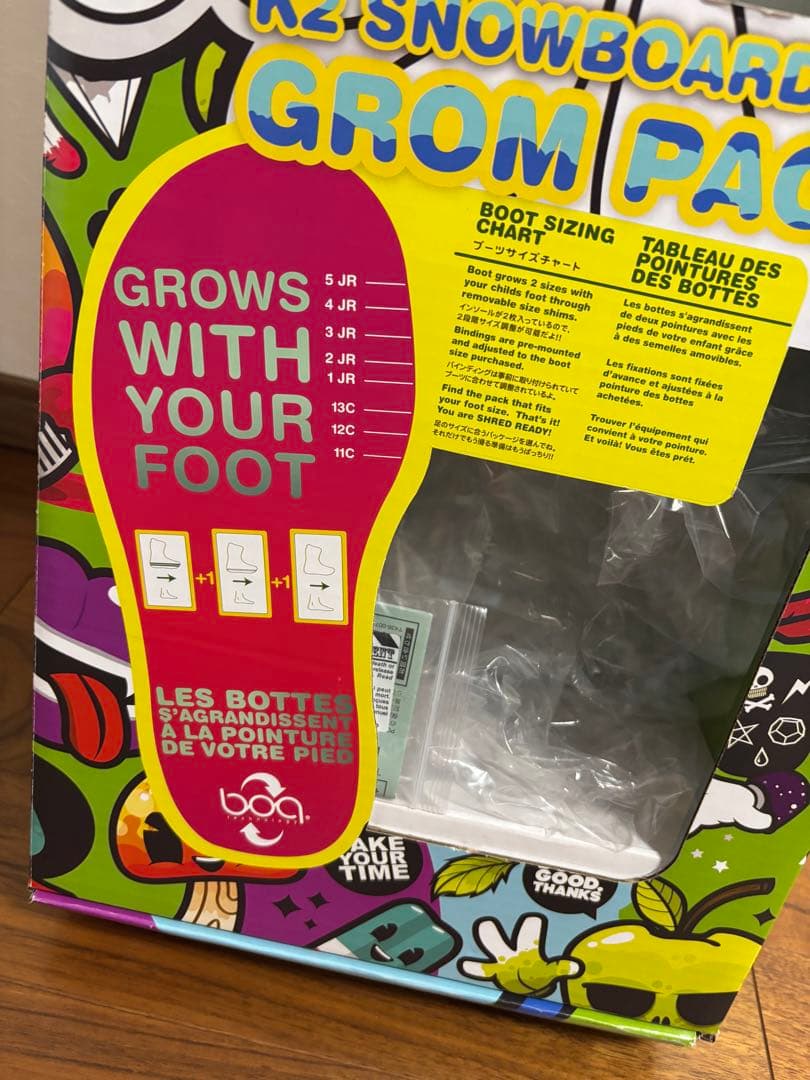 K2 SNOWBOARD
GROM PAC
GROWS
WITH
YOUR
FOOT
5 JR
4 JR
3 JR
2 JR
1 JR
13C
12C
11C
+1
+1
LES BOTTES
S'AGRANDISSENT
À LA POINTURE
DE VOTRE PIED
boa
technology
BOOT SIZING
CHART
ブーツサイズチャート
Boot grows 2 sizes with
your childs foot through
removable size shims.
インソールが2枚入っているので、
2段階サイズ調整が可能だよ!!
Bindings are pre-mounted
and adjusted to the boot
size purchased.
バインディングは事前に取り付けられていて
ブーツに合わせて調整されているよ。
Find the pack that fits
your foot size. That's it!
You are SHRED READY!
足のサイズに合うパッケージを選んでね。
それだけでもう滑る準備はもうばっちり!!
TABLEAU DES
POINTURES
DES BOTTES
Les bottes s'agrandissent
de deux pointures avec les
pieds de votre enfant grâce
à des semelles amovibles.
Les fixations sont fixées
d'avance et ajustées à la
pointure des bottes
achetées.
Trouver l'équipement qui
convient à votre pointure.
Et voilà! Vous êtes prêt.
YOUR
TIME
GOOD,
THANKS